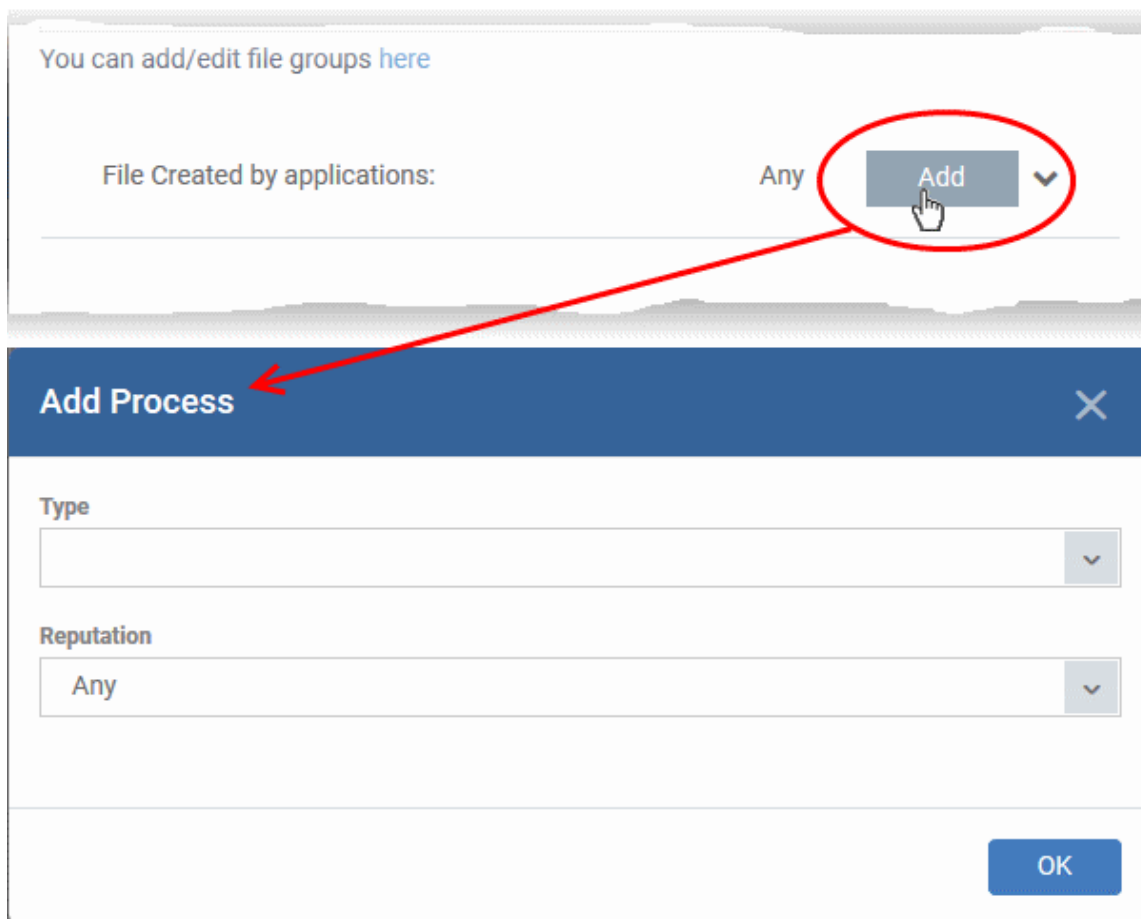 You can add/edit file groups here
File Created by applications: Any Add
Add Process
Type
Reputation
Any
OK